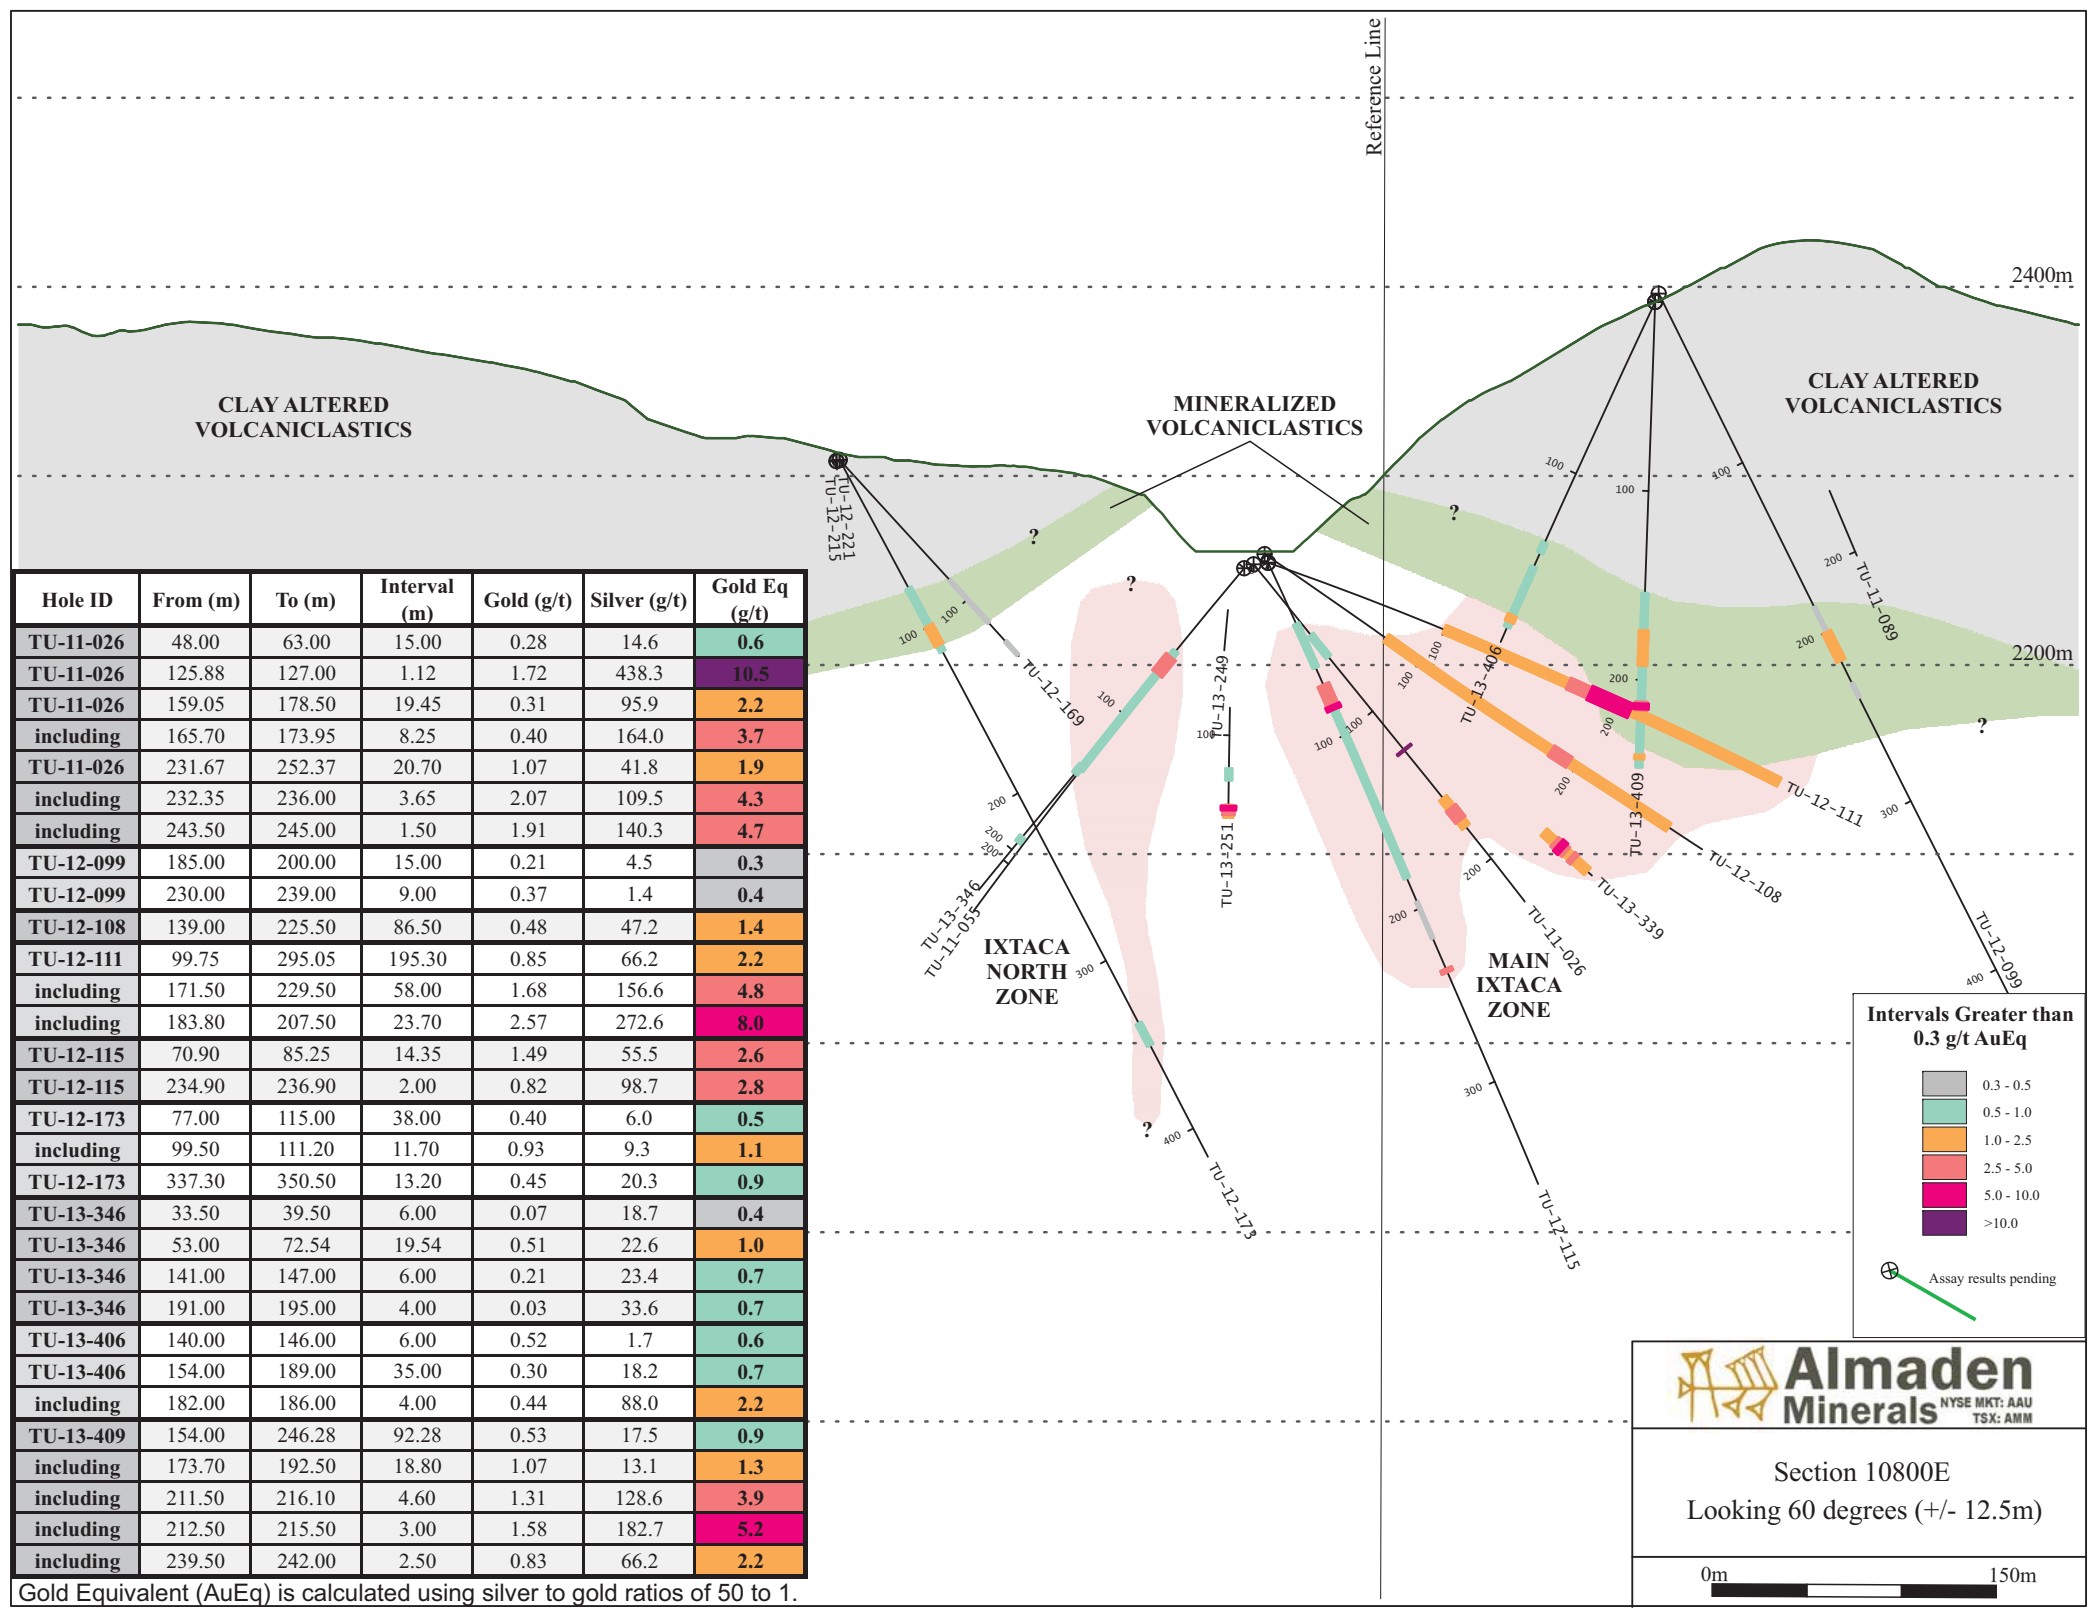 Reference Line
2400m
CLAY ALTERED
VOLCANICLASTICS
MINERALIZED
VOLCANICLASTICS
CLAY ALTERED
VOLCANICLASTICS
?
?
?
?
?
TU-12-221
TU-12-215
100
100
100
100
100
200
200
200
100
100
100
100
100
100
200
200
200
200
200
200
200
300
300
300
400
400
2200m
TU-11-089
TU-12-169
TU-13-249
TU-13-251
TU-13-406
TU-13-409
TU-12-111
TU-12-108
TU-13-339
TU-11-026
TU-13-346
TU-11-055
TU-12-099
TU-12-173
TU-12-115
IXTACA
NORTH
ZONE
MAIN
IXTACA
ZONE
Hole ID From (m) To (m) Interval (m) Gold (g/t) Silver (g/t) Gold Eq (g/t)
TU-11-026 48.00 63.00 15.00 0.28 14.6 0.6
TU-11-026 125.88 127.00 1.12 1.72 438.3 10.5
TU-11-026 159.05 178.50 19.45 0.31 95.9 2.2
including 165.70 173.95 8.25 0.40 164.0 3.7
TU-11-026 231.67 252.37 20.70 1.07 41.8 1.9
including 232.35 236.00 3.65 2.07 109.5 4.3
including 243.50 245.00 1.50 1.91 140.3 4.7
TU-12-099 185.00 200.00 15.00 0.21 4.5 0.3
TU-12-099 230.00 239.00 9.00 0.37 1.4 0.4
TU-12-108 139.00 225.50 86.50 0.48 47.2 1.4
TU-12-111 99.75 295.05 195.30 0.85 66.2 2.2
including 171.50 229.50 58.00 1.68 156.6 4.8
including 183.80 207.50 23.70 2.57 272.6 8.0
TU-12-115 70.90 85.25 14.35 1.49 55.5 2.6
TU-12-115 234.90 236.90 2.00 0.82 98.7 2.8
TU-12-173 77.00 115.00 38.00 0.40 6.0 0.5
including 99.50 111.20 11.70 0.93 9.3 1.1
TU-12-173 337.30 350.50 13.20 0.45 20.3 0.9
TU-13-346 33.50 39.50 6.00 0.07 18.7 0.4
TU-13-346 53.00 72.54 19.54 0.51 22.6 1.0
TU-13-346 141.00 147.00 6.00 0.21 23.4 0.7
TU-13-346 191.00 195.00 4.00 0.03 33.6 0.7
TU-13-406 140.00 146.00 6.00 0.52 1.7 0.6
TU-13-406 154.00 189.00 35.00 0.30 18.2 0.7
including 182.00 186.00 4.00 0.44 88.0 2.2
TU-13-409 154.00 246.28 92.28 0.53 17.5 0.9
including 173.70 192.50 18.80 1.07 13.1 1.3
including 211.50 216.10 4.60 1.31 128.6 3.9
including 212.50 215.50 3.00 1.58 182.7 5.2
including 239.50 242.00 2.50 0.83 66.2 2.2
Gold Equivalent (AuEq) is calculated using silver to gold ratios of 50 to 1.
Intervals Greater than
0.3 g/t AuEq
0.3 - 0.5
0.5 - 1.0
1.0 - 2.5
2.5 - 5.0
5.0 - 10.0
>10.0
Assay results pending
Almaden
Minerals NYSE MKT: AAU
TSX: AMM
Section 10800E
Looking 60 degrees (+/- 12.5m)
0m 150m